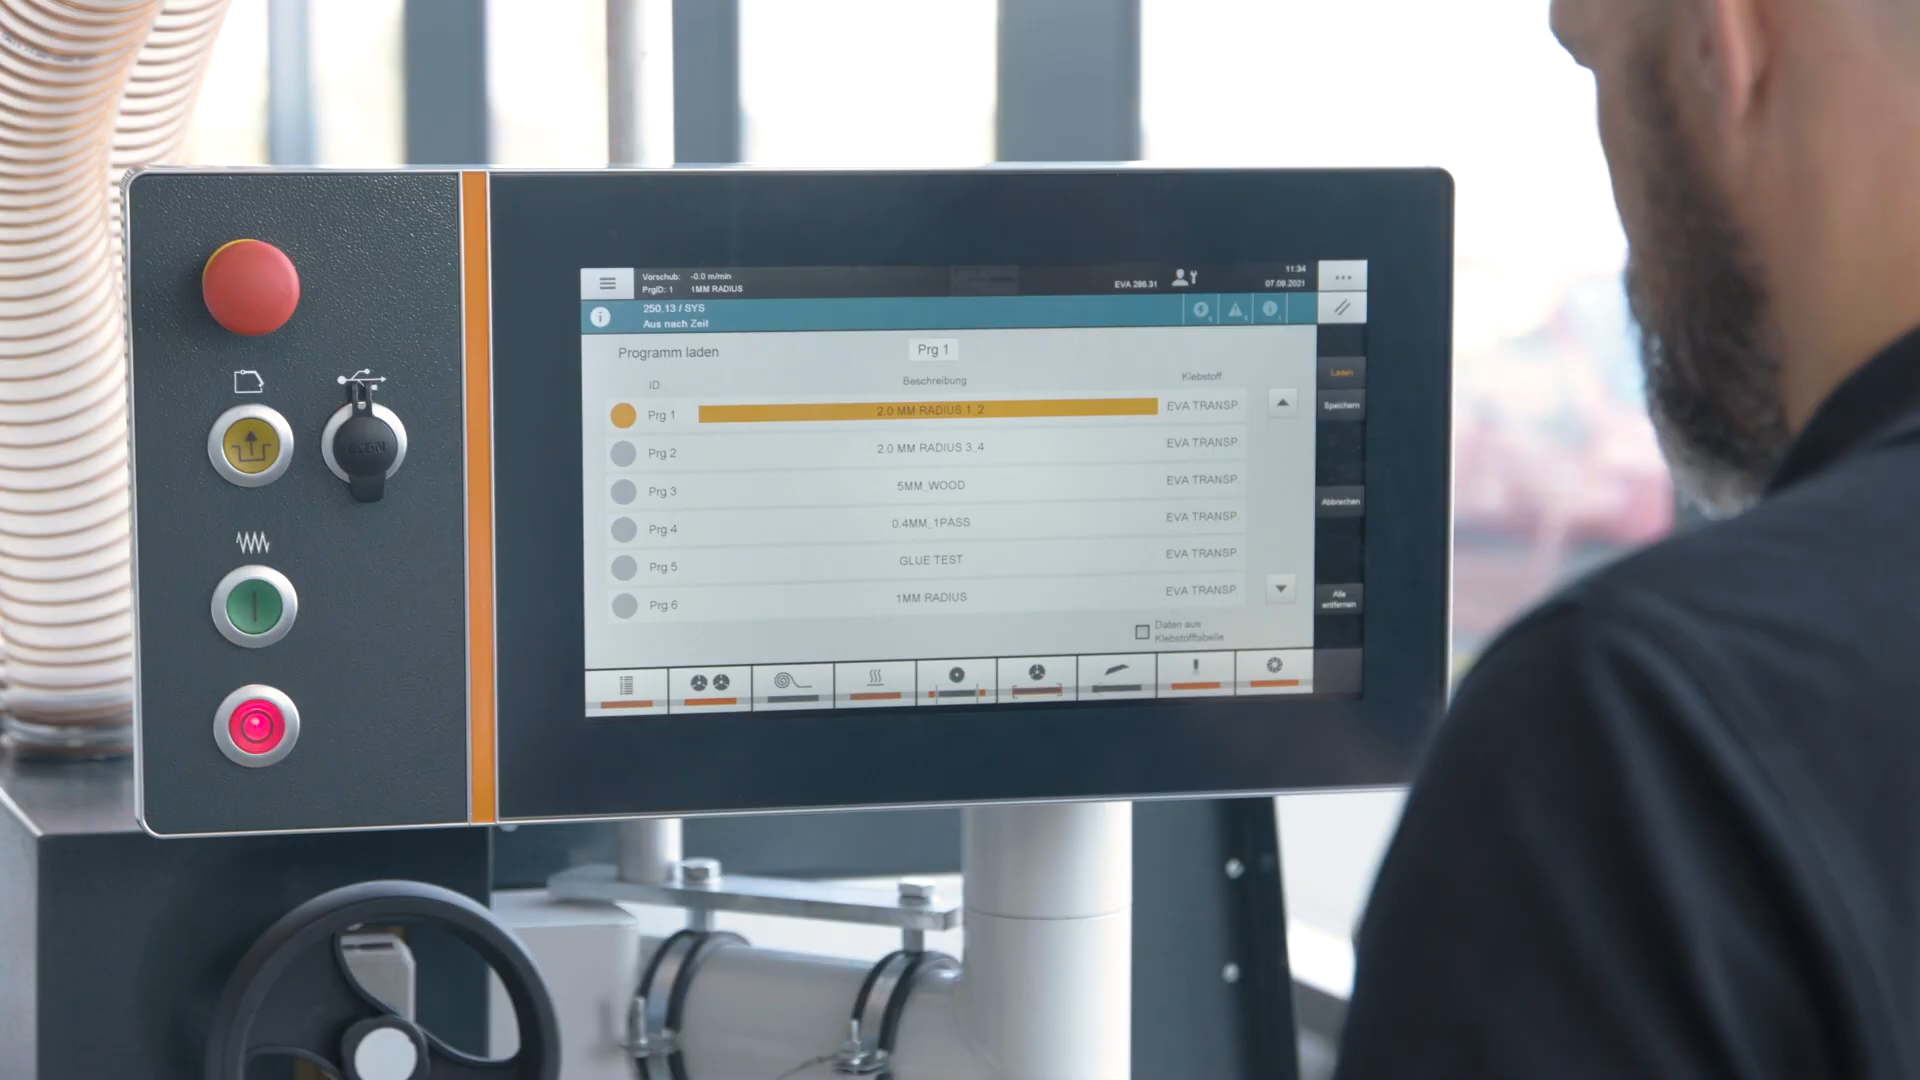 Vorschub: -0.0 m/min
PrgID: 1 1MM RADIUS
EVA 286.31
11:34
07.09.2021
250.13 / SYS
Aus nach Zeit
Programm laden
Prg 1
ID Beschreibung Klebstoff
Prg 1 2.0 MM RADIUS 1_2 EVA TRANSP.
Prg 2 2.0 MM RADIUS 3_4 EVA TRANSP.
Prg 3 5MM_WOOD EVA TRANSP.
Prg 4 0.4MM_1PASS EVA TRANSP.
Prg 5 GLUE TEST EVA TRANSP.
Prg 6 1MM RADIUS EVA TRANSP.
Daten aus
Klebstofftabelle
Laden
Speichern
Abbrechen
Alle
entfernen